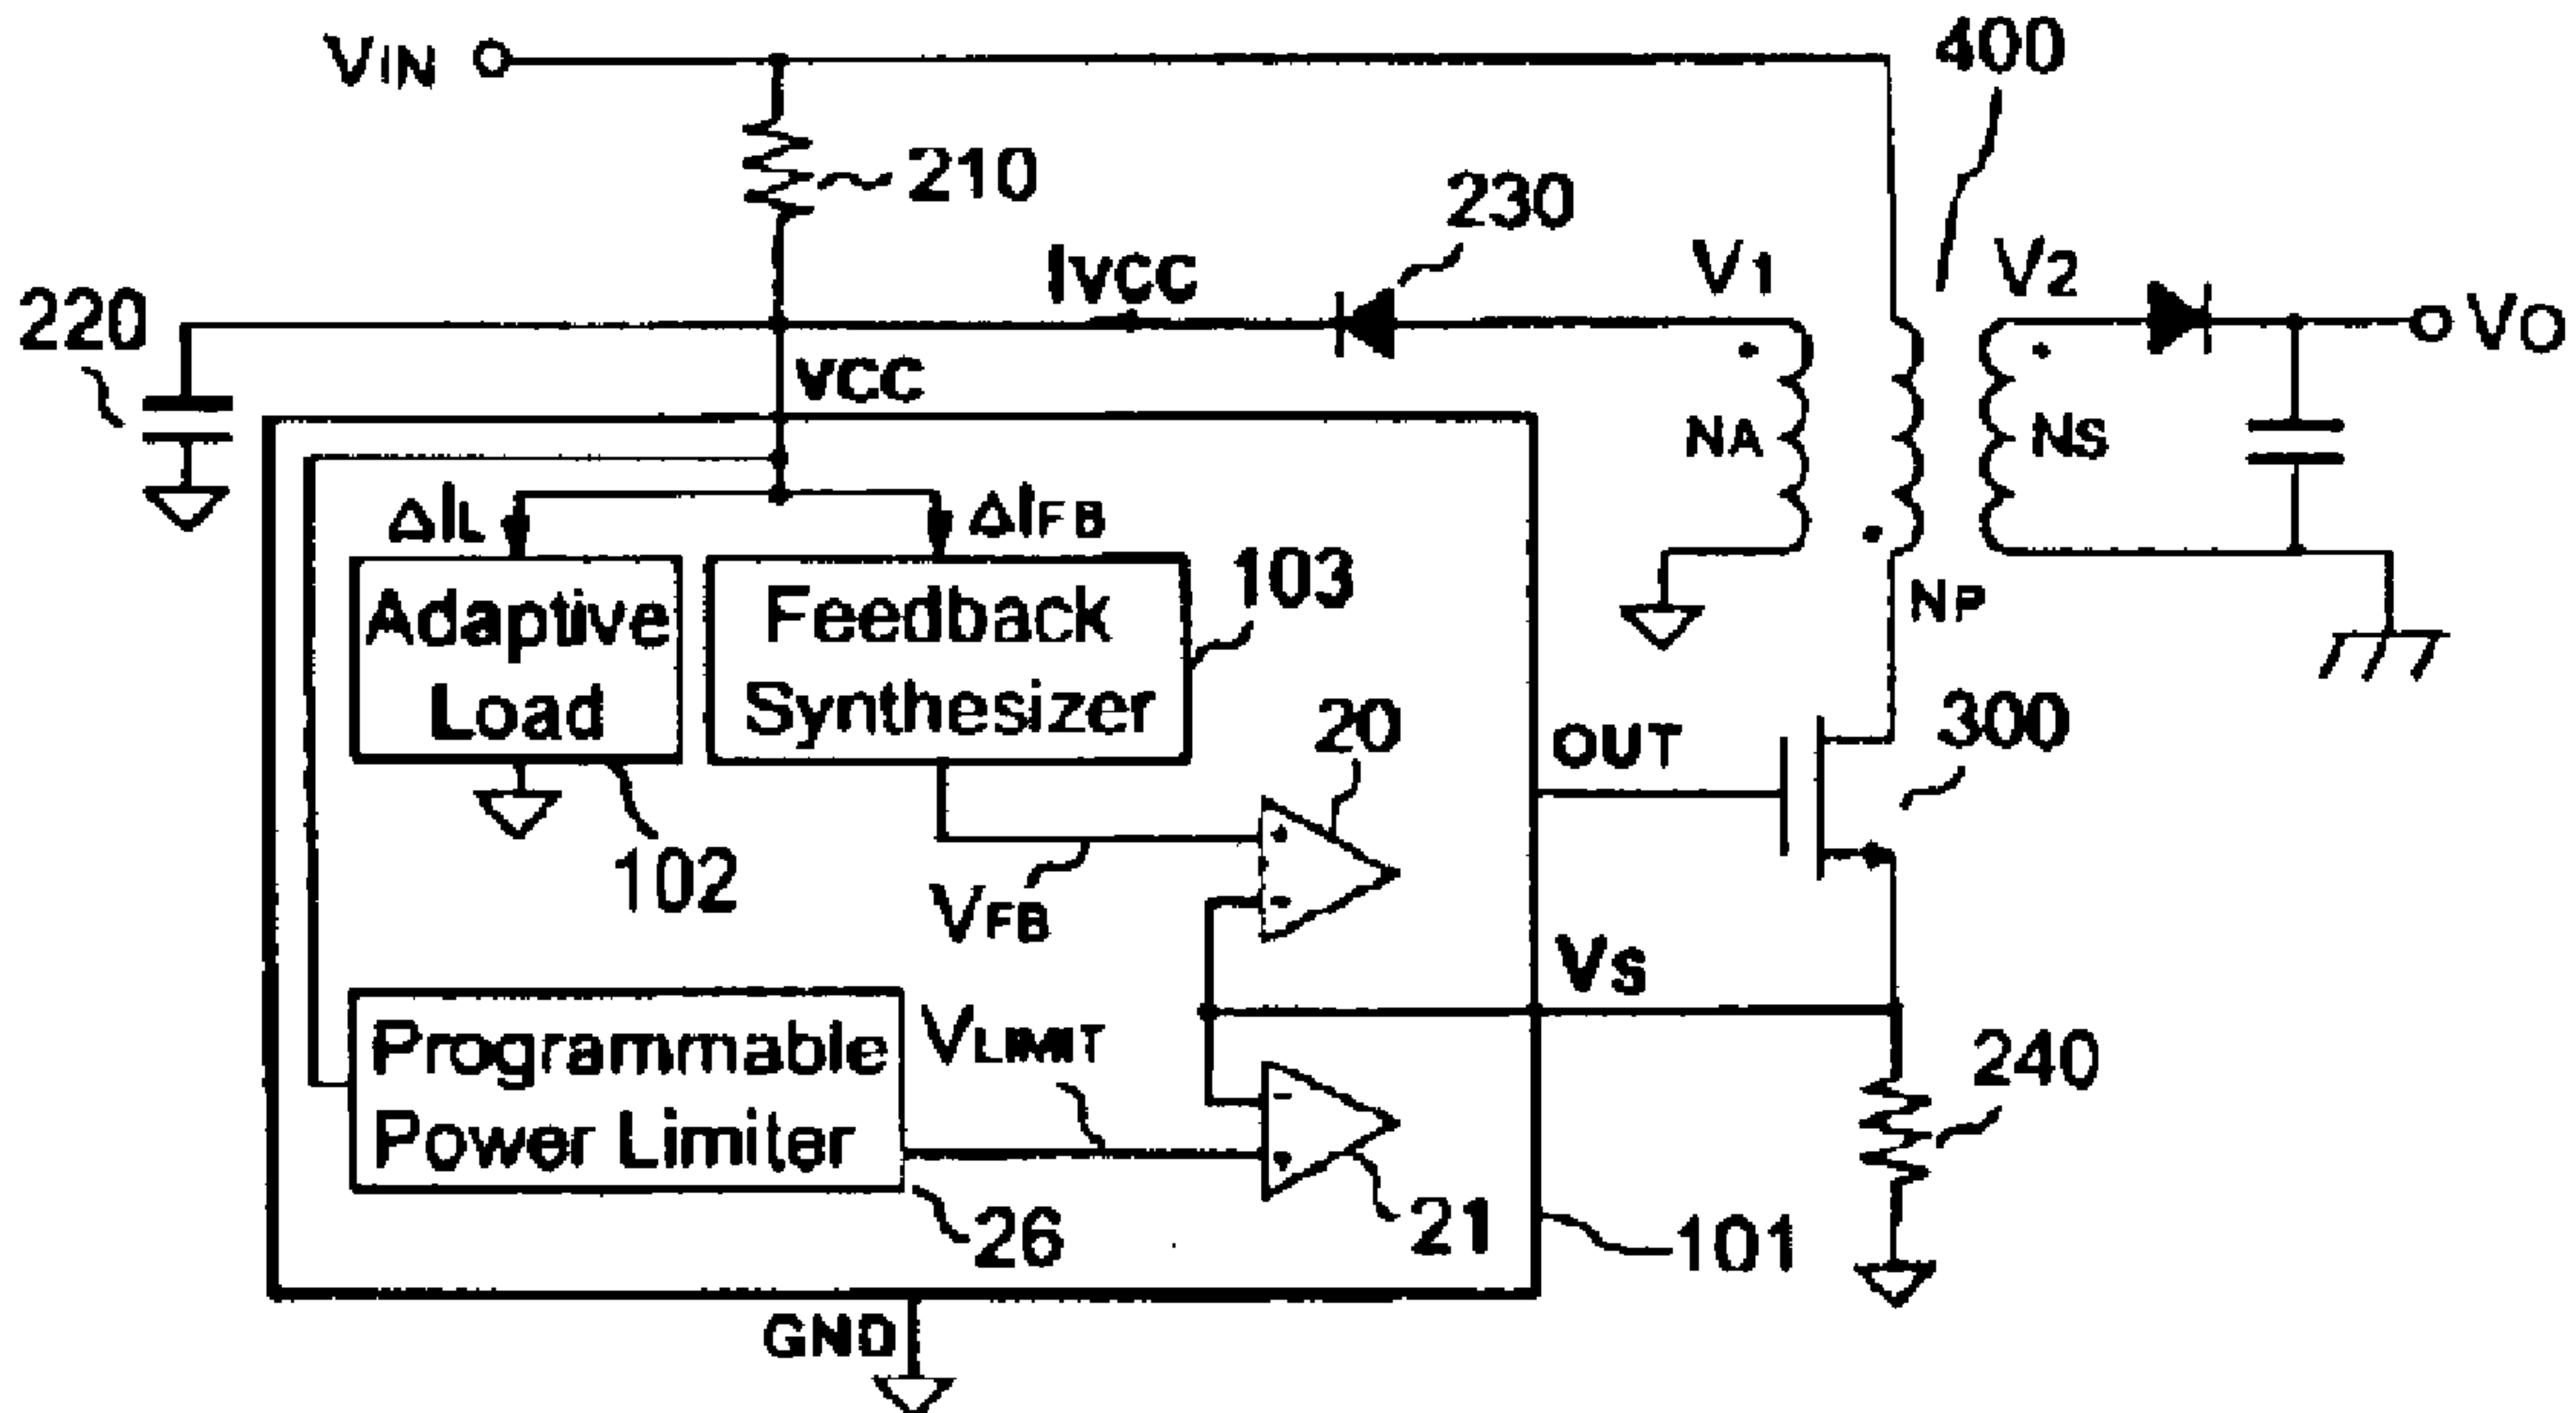 VIN
400
210
230
IVCC
V1
V2
VO
220
VCC
NA
NS
ΔIL
ΔIFB
103
Adaptive
Load
Feedback
Synthesizer
NP
20
OUT
300
102
VFB
VS
Programmable
Power Limiter
VLIMIT
240
26
21
101
GND